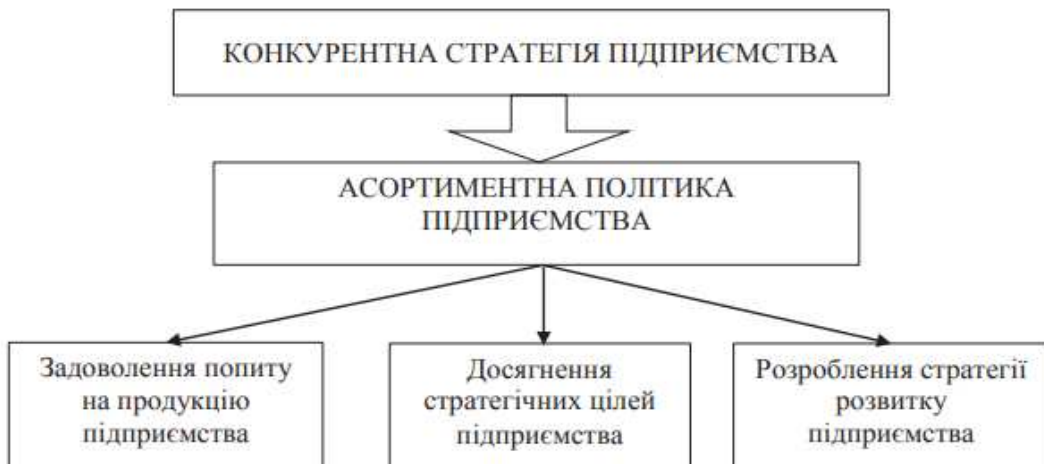 КОНКУРЕНТНА СТРАТЕГІЯ ПІДПРИЄМСТВА
АСОРТИМЕНТНА ПОЛІТИКА
ПІДПРИЄМСТВА
Задоволення попиту
на продукцію
підприємства
Досягнення
стратегічних цілей
підприємства
Розроблення стратегії
розвитку
підприємства